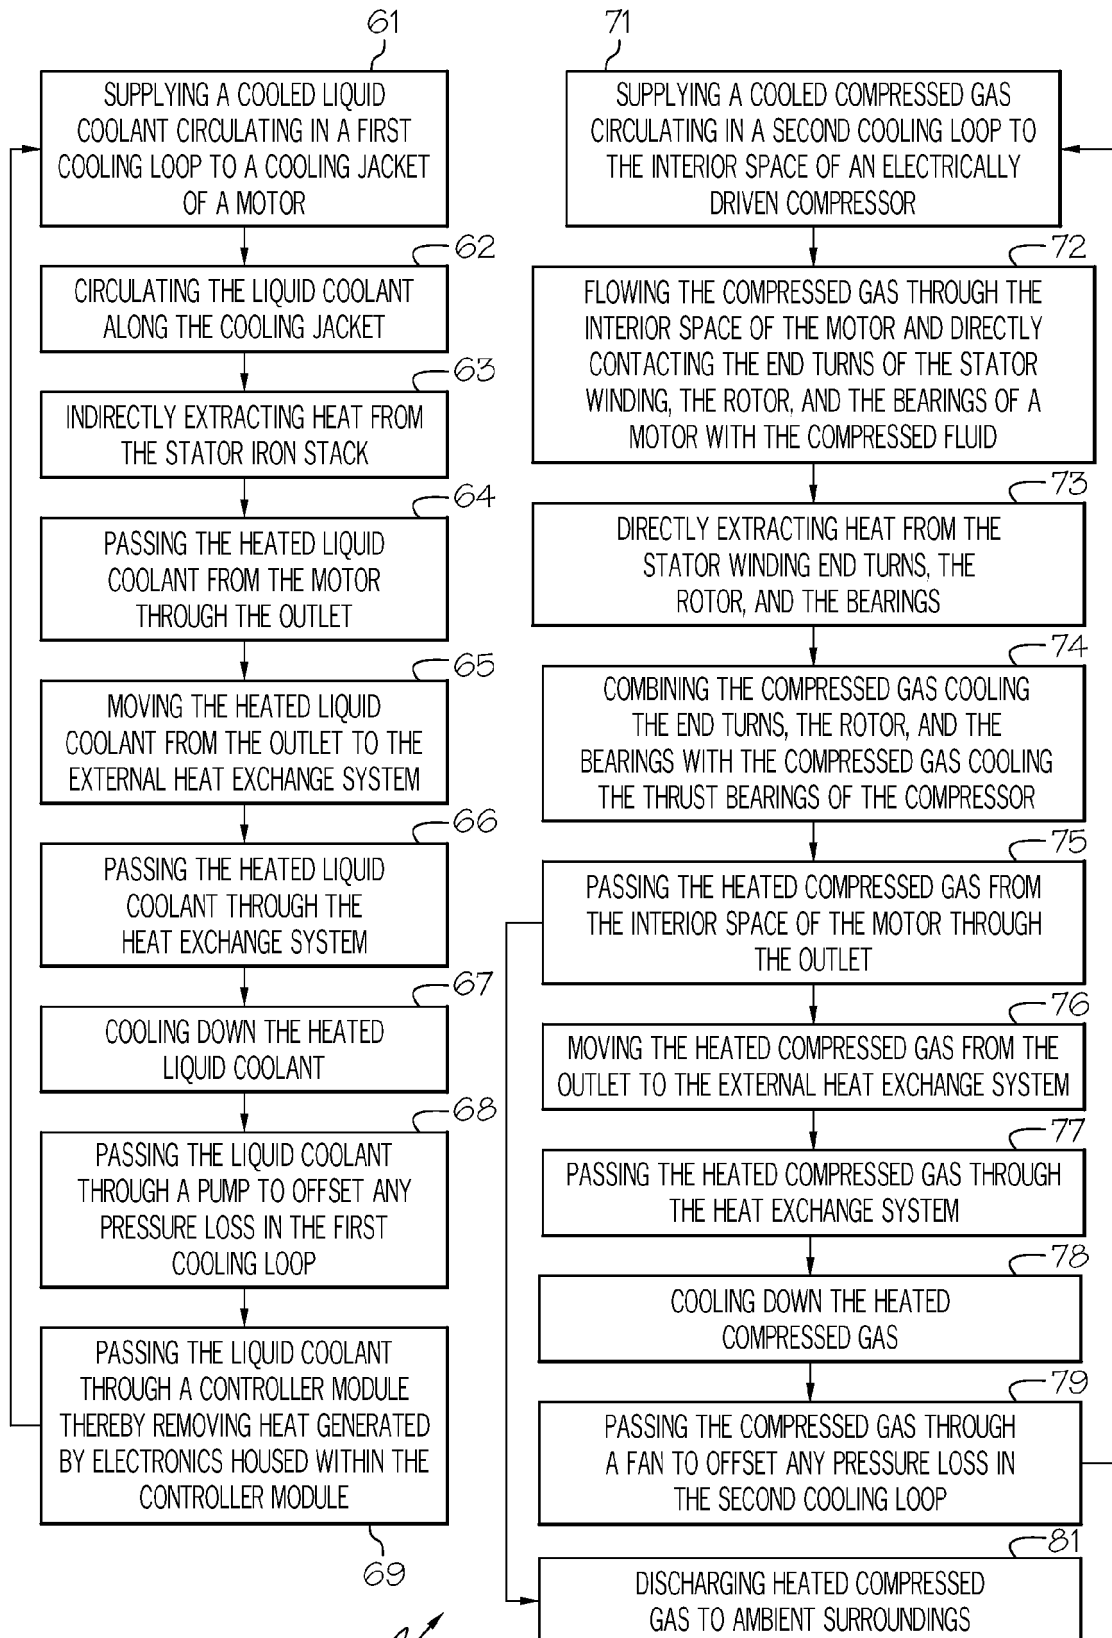 61
SUPPLYING A COOLED LIQUID
COOLANT CIRCULATING IN A FIRST
COOLING LOOP TO A COOLING JACKET
OF A MOTOR
62
CIRCULATING THE LIQUID COOLANT
ALONG THE COOLING JACKET
63
INDIRECTLY EXTRACTING HEAT FROM
THE STATOR IRON STACK
64
PASSING THE HEATED LIQUID
COOLANT FROM THE MOTOR
THROUGH THE OUTLET
65
MOVING THE HEATED LIQUID
COOLANT FROM THE OUTLET TO THE
EXTERNAL HEAT EXCHANGE SYSTEM
66
PASSING THE HEATED LIQUID
COOLANT THROUGH THE
HEAT EXCHANGE SYSTEM
67
COOLING DOWN THE HEATED
LIQUID COOLANT
68
PASSING THE LIQUID COOLANT
THROUGH A PUMP TO OFFSET ANY
PRESSURE LOSS IN THE FIRST
COOLING LOOP
PASSING THE LIQUID COOLANT
THROUGH A CONTROLLER MODULE
THEREBY REMOVING HEAT GENERATED
BY ELECTRONICS HOUSED WITHIN THE
CONTROLLER MODULE
69
71
SUPPLYING A COOLED COMPRESSED GAS
CIRCULATING IN A SECOND COOLING LOOP TO
THE INTERIOR SPACE OF AN ELECTRICALLY
DRIVEN COMPRESSOR
72
FLOWING THE COMPRESSED GAS THROUGH THE
INTERIOR SPACE OF THE MOTOR AND DIRECTLY
CONTACTING THE END TURNS OF THE STATOR
WINDING, THE ROTOR, AND THE BEARINGS OF A
MOTOR WITH THE COMPRESSED FLUID
73
DIRECTLY EXTRACTING HEAT FROM THE
STATOR WINDING END TURNS, THE
ROTOR, AND THE BEARINGS
74
COMBINING THE COMPRESSED GAS COOLING
THE END TURNS, THE ROTOR, AND THE
BEARINGS WITH THE COMPRESSED GAS COOLING
THE THRUST BEARINGS OF THE COMPRESSOR
75
PASSING THE HEATED COMPRESSED GAS FROM
THE INTERIOR SPACE OF THE MOTOR THROUGH
THE OUTLET
76
MOVING THE HEATED COMPRESSED GAS FROM THE
OUTLET TO THE EXTERNAL HEAT EXCHANGE SYSTEM
77
PASSING THE HEATED COMPRESSED GAS THROUGH
THE HEAT EXCHANGE SYSTEM
78
COOLING DOWN THE HEATED
COMPRESSED GAS
79
PASSING THE COMPRESSED GAS THROUGH
A FAN TO OFFSET ANY PRESSURE LOSS IN
THE SECOND COOLING LOOP
81
DISCHARGING HEATED COMPRESSED
GAS TO AMBIENT SURROUNDINGS